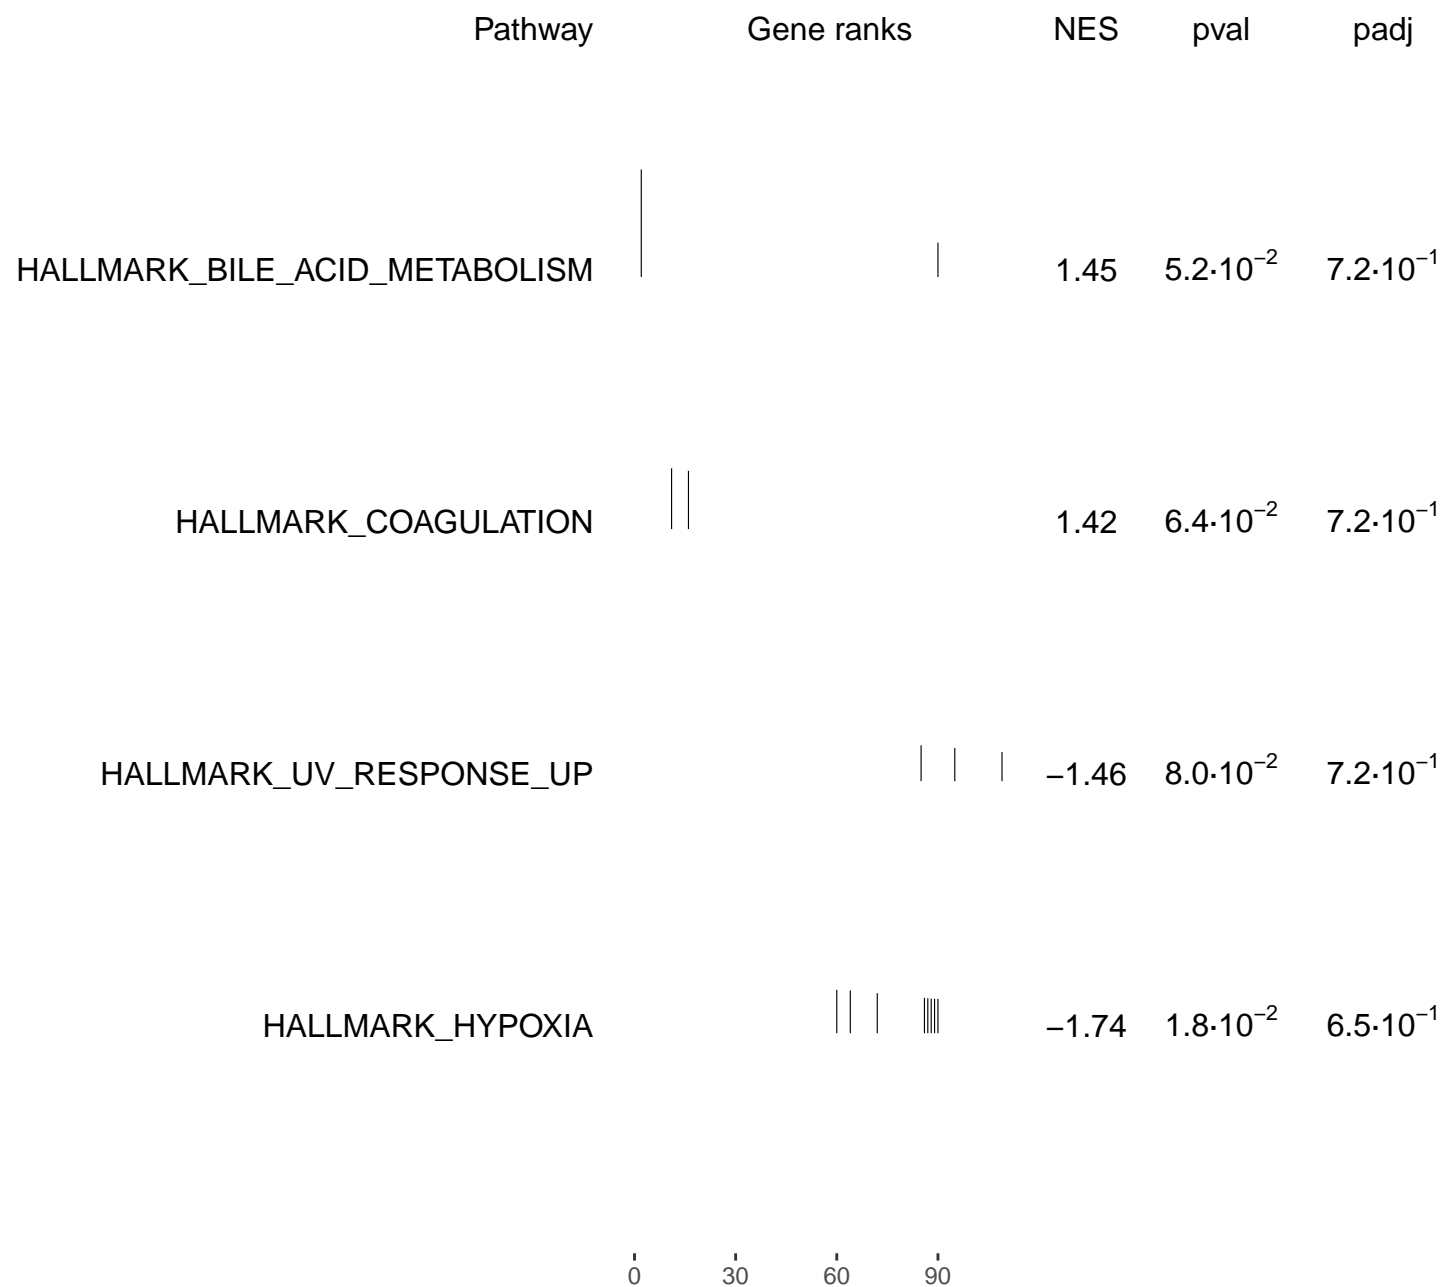 Pathway Gene ranks NES pval padj
HALLMARK_BILE_ACID_METABOLISM 1.45 5.2·10⁻² 7.2·10⁻¹
HALLMARK_COAGULATION 1.42 6.4·10⁻² 7.2·10⁻¹
HALLMARK_UV_RESPONSE_UP −1.46 8.0·10⁻² 7.2·10⁻¹
HALLMARK_HYPOXIA −1.74 1.8·10⁻² 6.5·10⁻¹
0 30 60 90